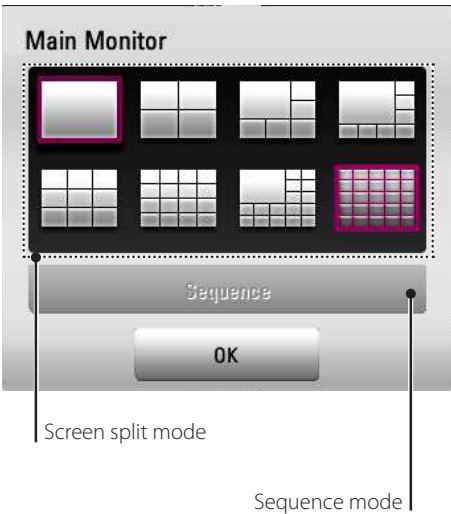 Main Monitor
Sequence
OK
Screen split mode
Sequence mode